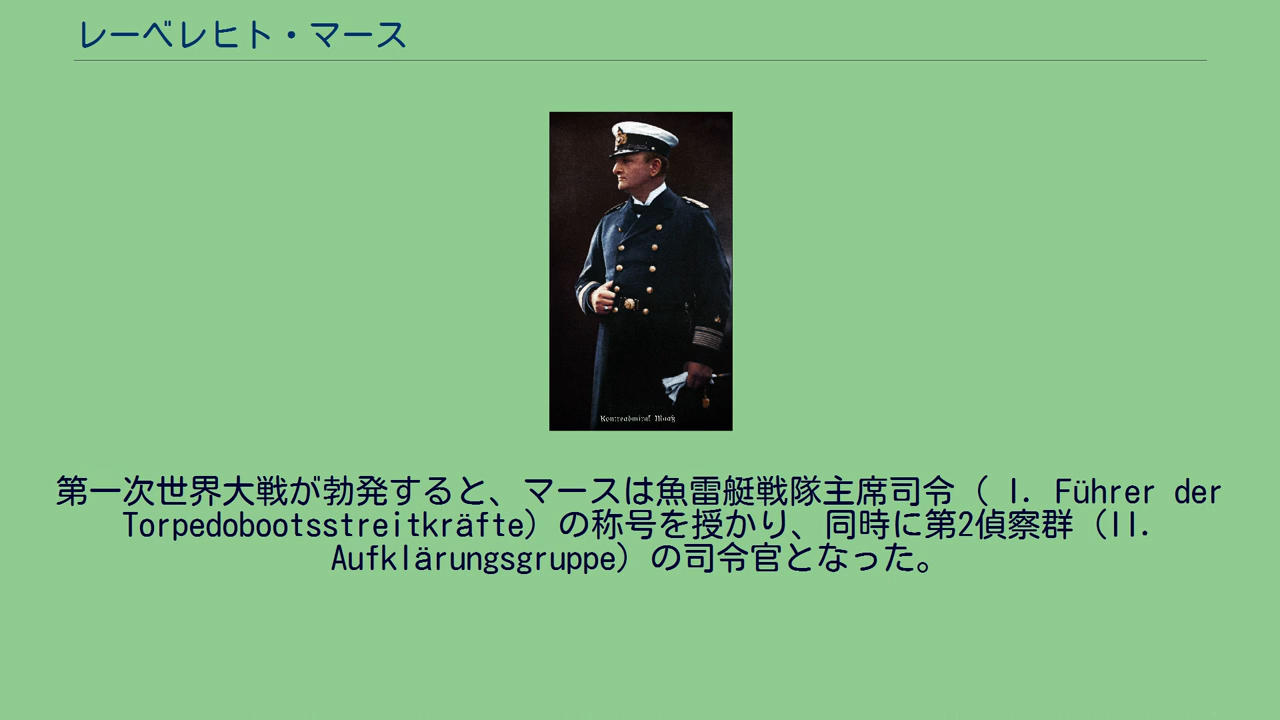 レーベレヒト・マース
Kontreadmiral Maaß
第一次世界大戦が勃発すると、マースは魚雷艇戦隊主席司令（ I. Führer der
Torpedobootsstreitkräfte）の称号を授かり、同時に第2偵察群（II.
Aufklärungsgruppe）の司令官となった。